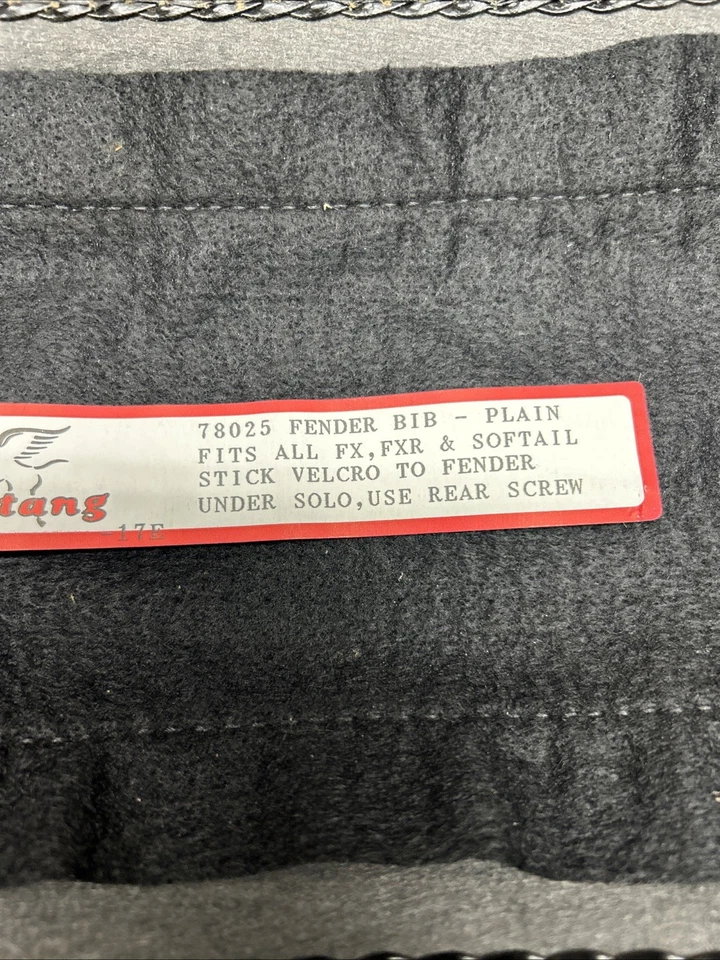 78025 FENDER BIB - PLAIN
FITS ALL FX,FXR & SOFTAIL
STICK VELCRO TO FENDER
UNDER SOLO,USE REAR SCREW
tang
-17E